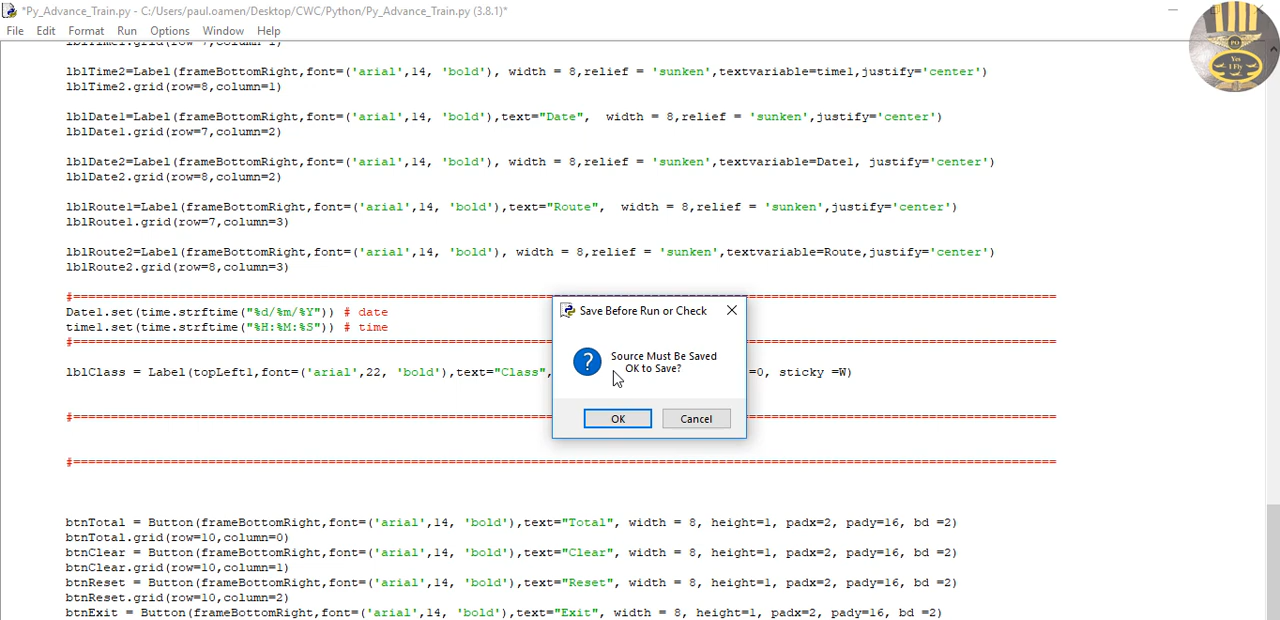 *Py_Advance_Train.py - C:/Users/paul.oamen/Desktop/CWC/Python/Py_Advance_Train.py (3.8.1)*
File Edit Format Run Options Window Help
lblTime2=Label(frameBottomRight,font=('arial',14, 'bold'), width = 8,relief = 'sunken',textvariable=time1,justify='center')
lblTime2.grid(row=8,column=1)
lblDate1=Label(frameBottomRight,font=('arial',14, 'bold'),text="Date", width = 8,relief = 'sunken',justify='center')
lblDate1.grid(row=7,column=2)
lblDate2=Label(frameBottomRight,font=('arial',14, 'bold'), width = 8,relief = 'sunken',textvariable=Date1, justify='center')
lblDate2.grid(row=8,column=2)
lblRoute1=Label(frameBottomRight,font=('arial',14, 'bold'),text="Route", width = 8,relief = 'sunken',justify='center')
lblRoute1.grid(row=7,column=3)
lblRoute2=Label(frameBottomRight,font=('arial',14, 'bold'), width = 8,relief = 'sunken',textvariable=Route,justify='center')
lblRoute2.grid(row=8,column=3)
Date1.set(time.strftime("%d/%m/%Y")) # date
time1.set(time.strftime("%H:%M:%S")) # time
lblClass = Label(topLeft1,font=('arial',22, 'bold'),text="Class", =0, sticky =W)
Save Before Run or Check
Source Must Be Saved
OK to Save?
OK Cancel
btnTotal = Button(frameBottomRight,font=('arial',14, 'bold'),text="Total", width = 8, height=1, padx=2, pady=16, bd =2)
btnTotal.grid(row=10,column=0)
btnClear = Button(frameBottomRight,font=('arial',14, 'bold'),text="Clear", width = 8, height=1, padx=2, pady=16, bd =2)
btnClear.grid(row=10,column=1)
btnReset = Button(frameBottomRight,font=('arial',14, 'bold'),text="Reset", width = 8, height=1, padx=2, pady=16, bd =2)
btnReset.grid(row=10,column=2)
btnExit = Button(frameBottomRight,font=('arial',14, 'bold'),text="Exit", width = 8, height=1, padx=2, pady=16, bd =2)
PO
Yes
I Fly